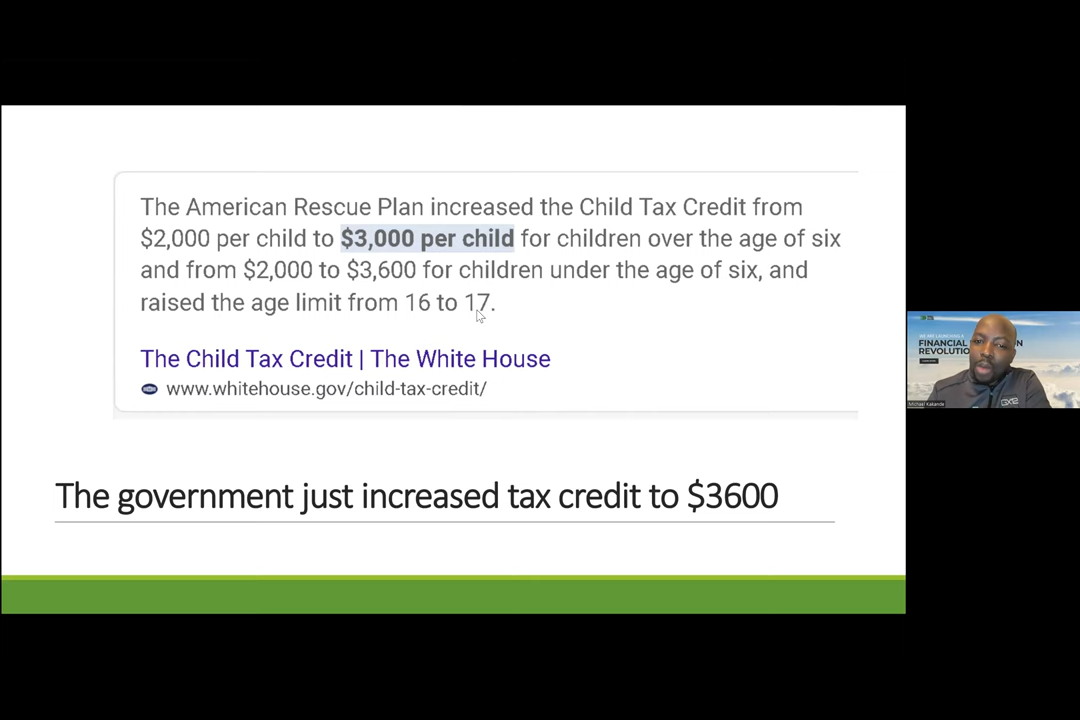 The American Rescue Plan increased the Child Tax Credit from
$2,000 per child to $3,000 per child for children over the age of six
and from $2,000 to $3,600 for children under the age of six, and
raised the age limit from 16 to 17.
The Child Tax Credit | The White House
www.whitehouse.gov/child-tax-credit/
The government just increased tax credit to $3600
FINANCIAL
REVOLUTIO
Michael Kakande